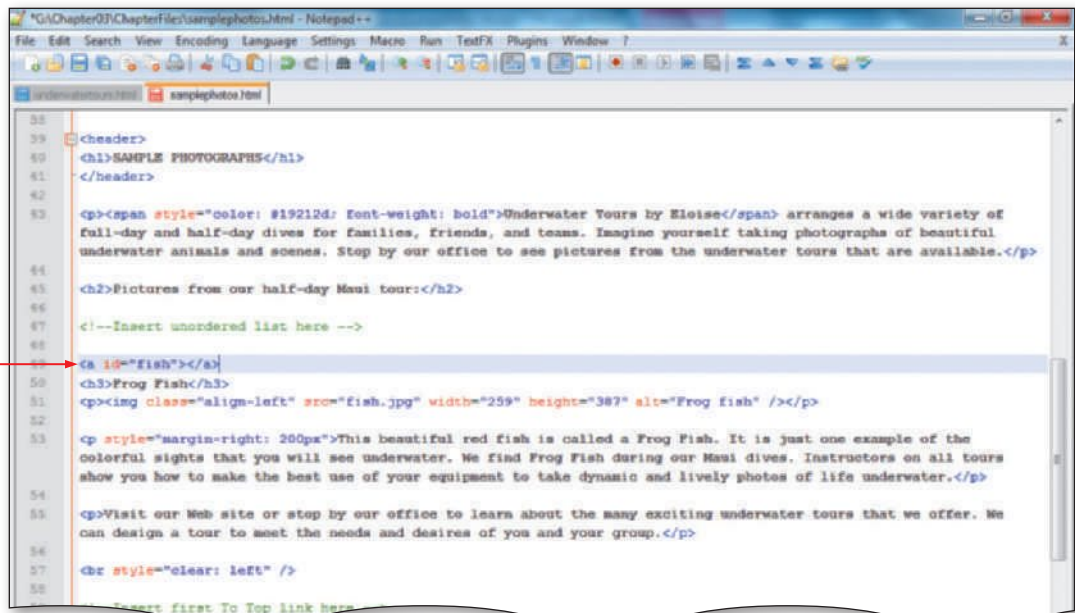 *G:\Chapter03\ChapterFiles\samplephotos.html - Notepad++
File Edit Search View Encoding Language Settings Macro Run TextFX Plugins Window ?
X
underwatertours.html samplephotos.html
38
39 <header>
40 <h1>SAMPLE PHOTOGRAPHS</h1>
41 </header>
42
43 <p><span style="color: #19212d; font-weight: bold">Underwater Tours by Eloise</span> arranges a wide variety of
full-day and half-day dives for families, friends, and teams. Imagine yourself taking photographs of beautiful
underwater animals and scenes. Stop by our office to see pictures from the underwater tours that are available.</p>
44
45 <h2>Pictures from our half-day Maui tour:</h2>
46
47 <!--Insert unordered list here -->
48
49 <a id="fish"></a>
50 <h3>Frog Fish</h3>
51 <p><img class="align-left" src="fish.jpg" width="259" height="387" alt="Frog fish" /></p>
52
53 <p style="margin-right: 200px">This beautiful red fish is called a Frog Fish. It is just one example of the
colorful sights that you will see underwater. We find Frog Fish during our Maui dives. Instructors on all tours
show you how to make the best use of your equipment to take dynamic and lively photos of life underwater.</p>
54
55 <p>Visit our Web site or stop by our office to learn about the many exciting underwater tours that we offer. We
can design a tour to meet the needs and desires of you and your group.</p>
56
57 <br style="clear: left" />
58
<!--Insert first To Top link here -->